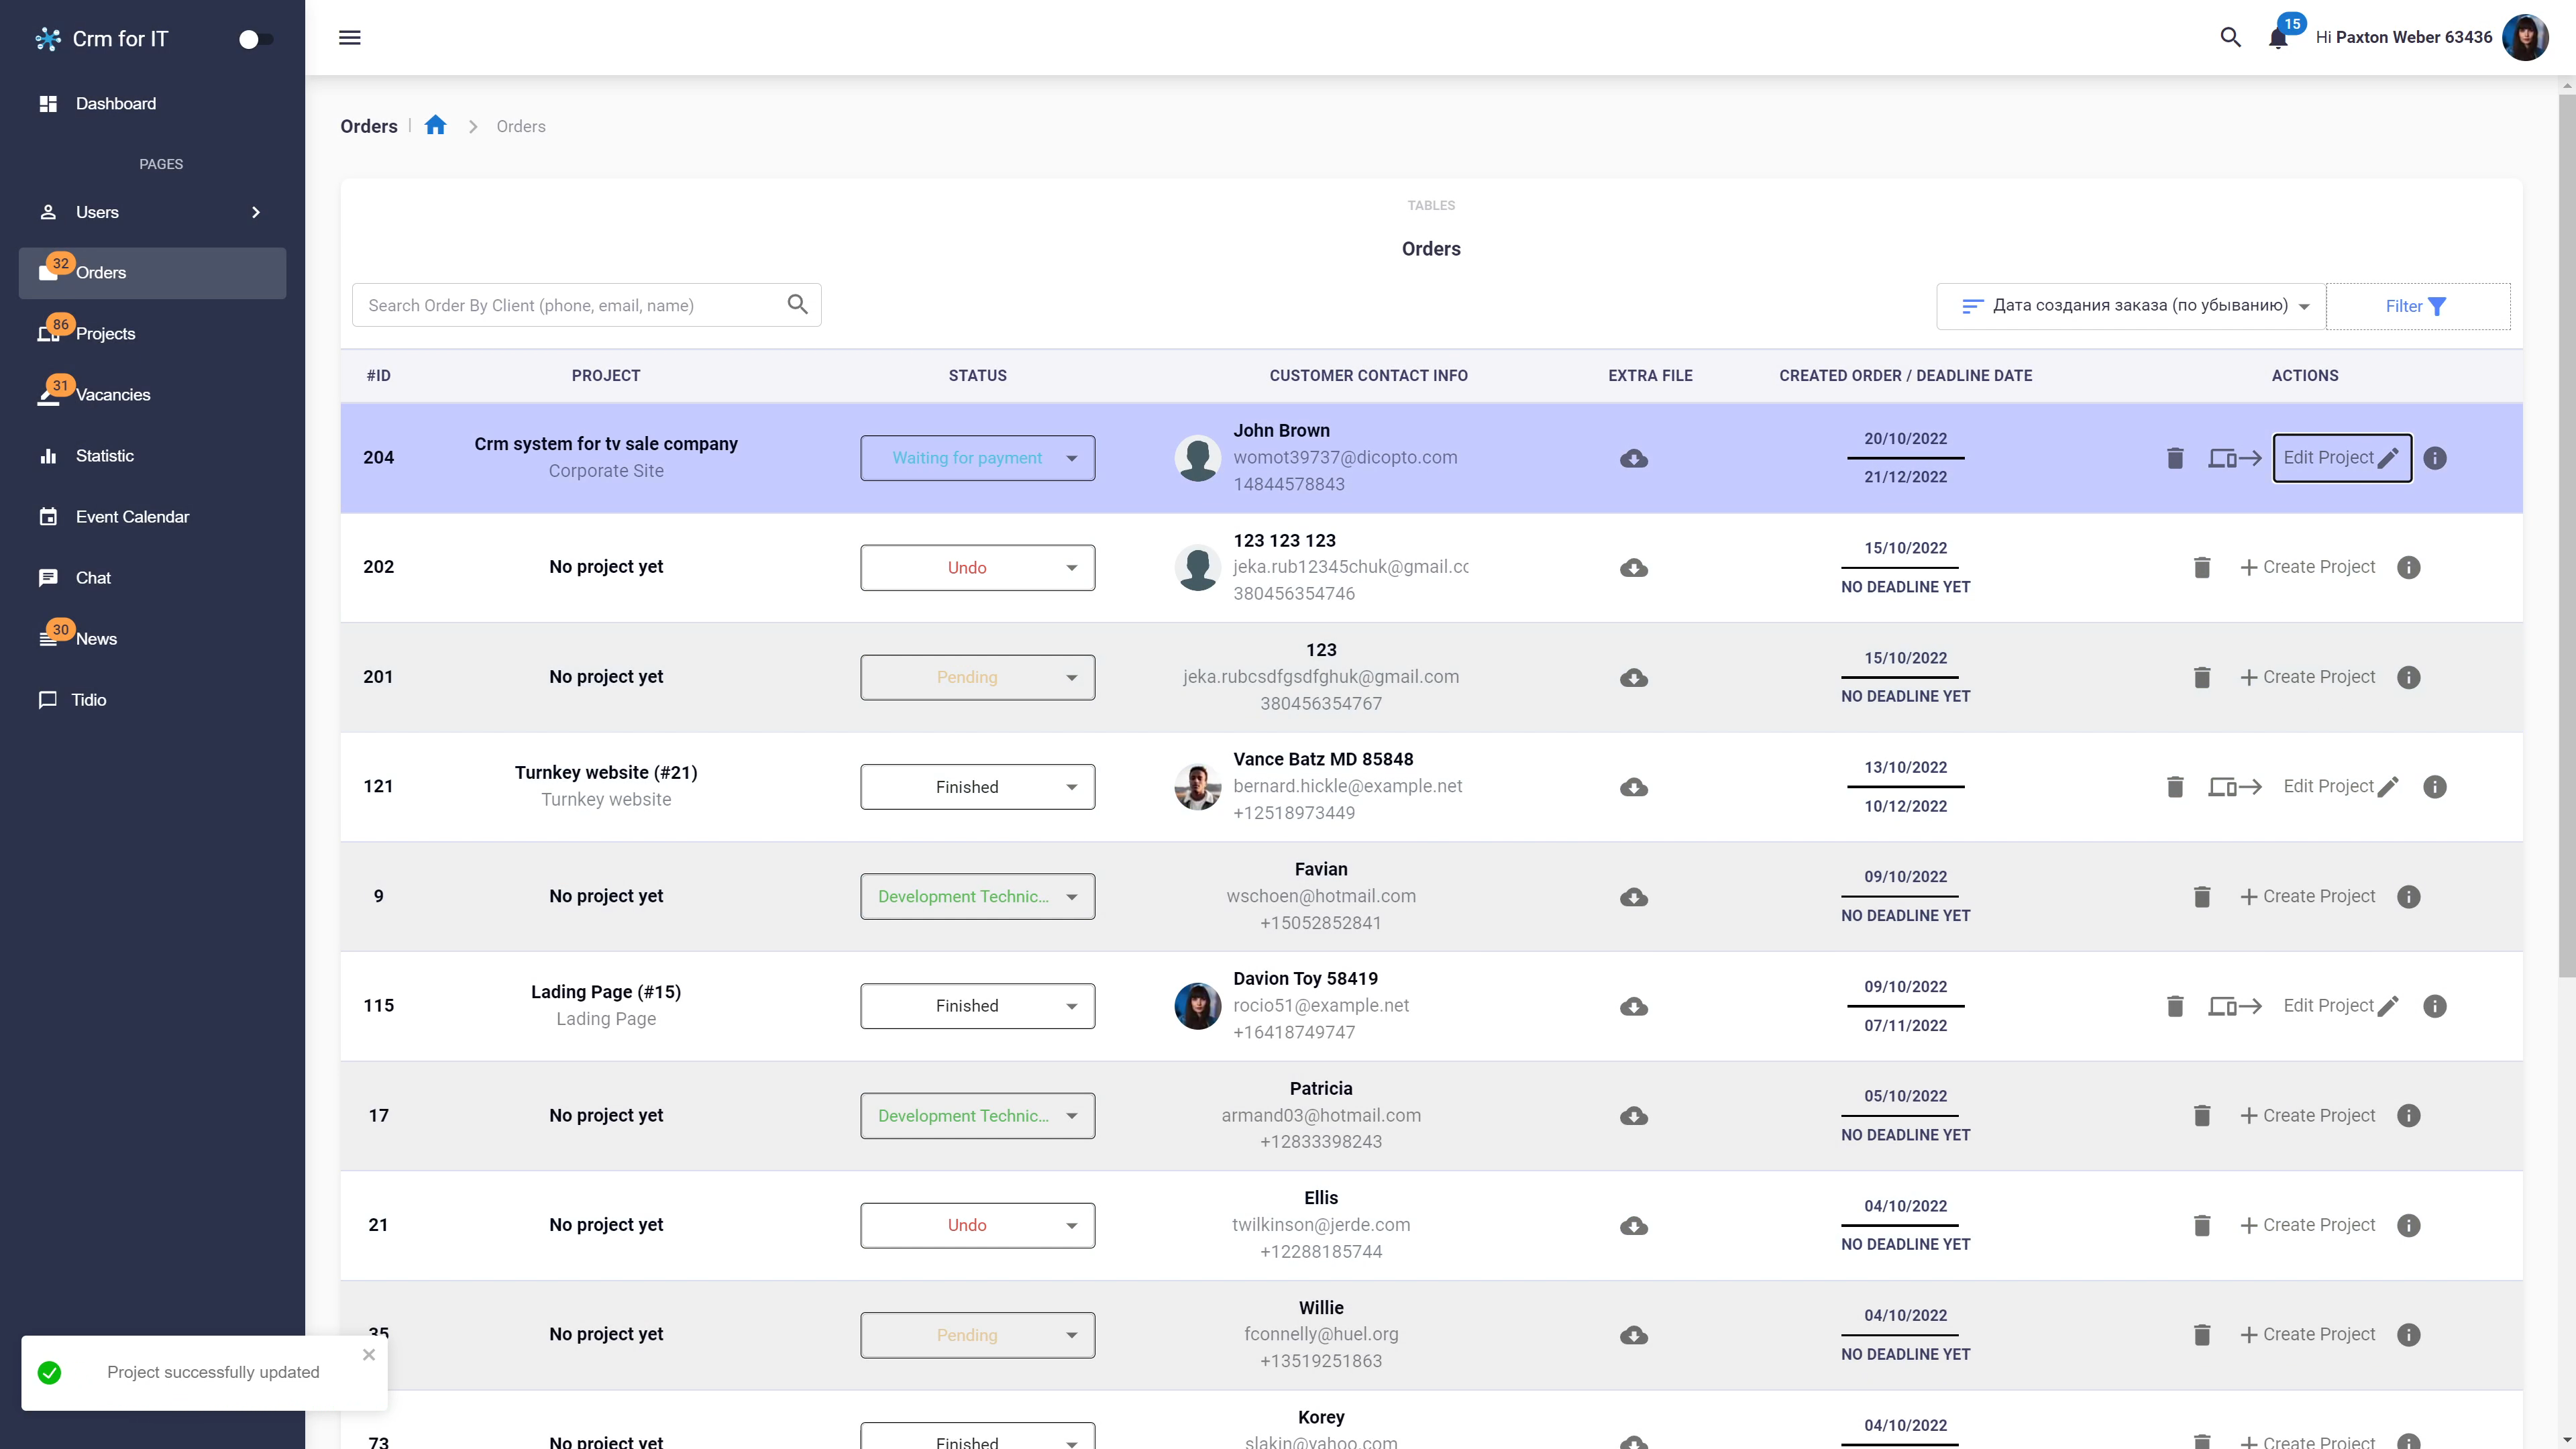 Crm for IT
15
Hi Paxton Weber 63436
Dashboard
PAGES
Users
32
Orders
86
Projects
31
Vacancies
Statistic
Event Calendar
Chat
30
News
Tidio
Orders | > Orders
TABLES
Orders
Search Order By Client (phone, email, name)
Дата создания заказа (по убыванию)
Filter
#ID PROJECT STATUS CUSTOMER CONTACT INFO EXTRA FILE CREATED ORDER / DEADLINE DATE ACTIONS
204
Crm system for tv sale company
Corporate Site
Waiting for payment
John Brown
womot39737@dicopto.com
14844578843
20/10/2022
21/12/2022
Edit Project
202
No project yet
Undo
123 123 123
jeka.rub12345chuk@gmail.cc
380456354746
15/10/2022
NO DEADLINE YET
Create Project
201
No project yet
Pending
123
jeka.rubcsdfgsdfghuk@gmail.com
380456354767
15/10/2022
NO DEADLINE YET
Create Project
121
Turnkey website (#21)
Turnkey website
Finished
Vance Batz MD 85848
bernard.hickle@example.net
+12518973449
13/10/2022
10/12/2022
Edit Project
9
No project yet
Development Technic...
Favian
wschoen@hotmail.com
+15052852841
09/10/2022
NO DEADLINE YET
Create Project
115
Lading Page (#15)
Lading Page
Finished
Davion Toy 58419
rocio51@example.net
+16418749747
09/10/2022
07/11/2022
Edit Project
17
No project yet
Development Technic...
Patricia
armand03@hotmail.com
+12833398243
05/10/2022
NO DEADLINE YET
Create Project
21
No project yet
Undo
Ellis
twilkinson@jerde.com
+12288185744
04/10/2022
NO DEADLINE YET
Create Project
35
No project yet
Pending
Willie
fconnelly@huel.org
+13519251863
04/10/2022
NO DEADLINE YET
Create Project
73
No project yet
Finished
Korey
slakin@yahoo.com
04/10/2022
Create Project
Project successfully updated